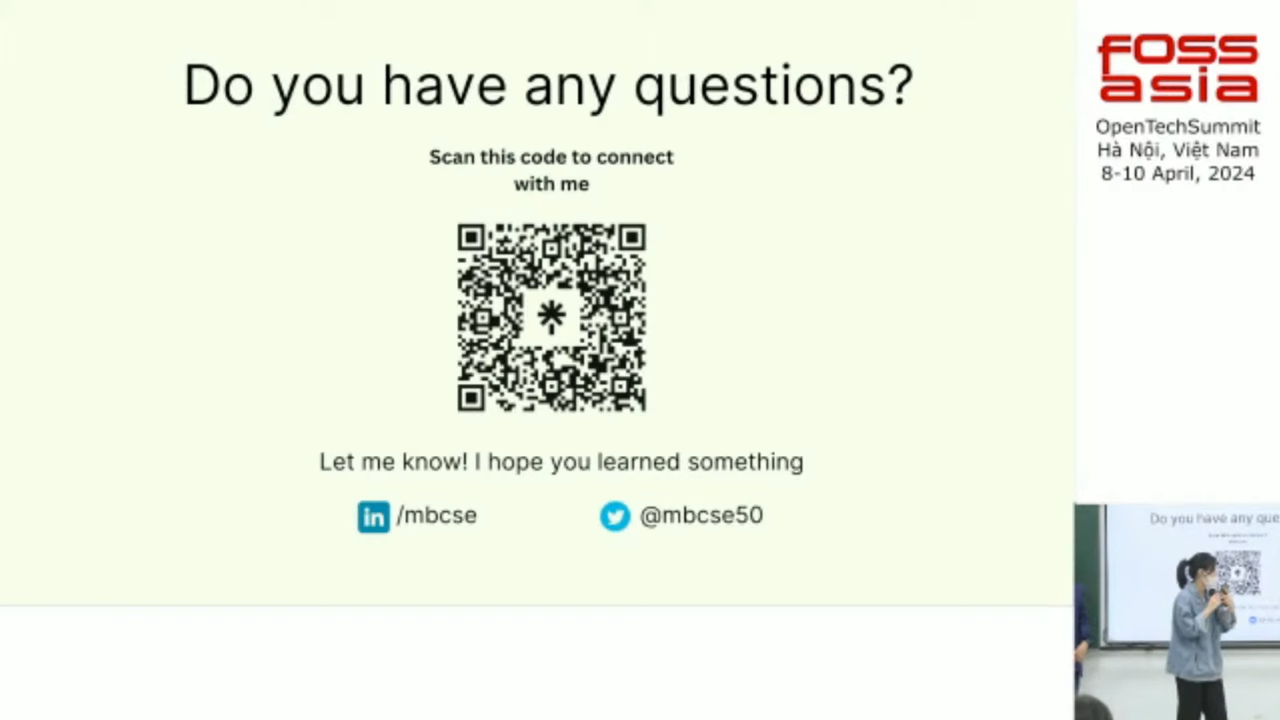 Do you have any questions?
Scan this code to connect
with me
Let me know! I hope you learned something
in /mbcse
@mbcse50
FOSS
asia
OpenTechSummit
Hà Nội, Việt Nam
8-10 April, 2024
Do you have any que